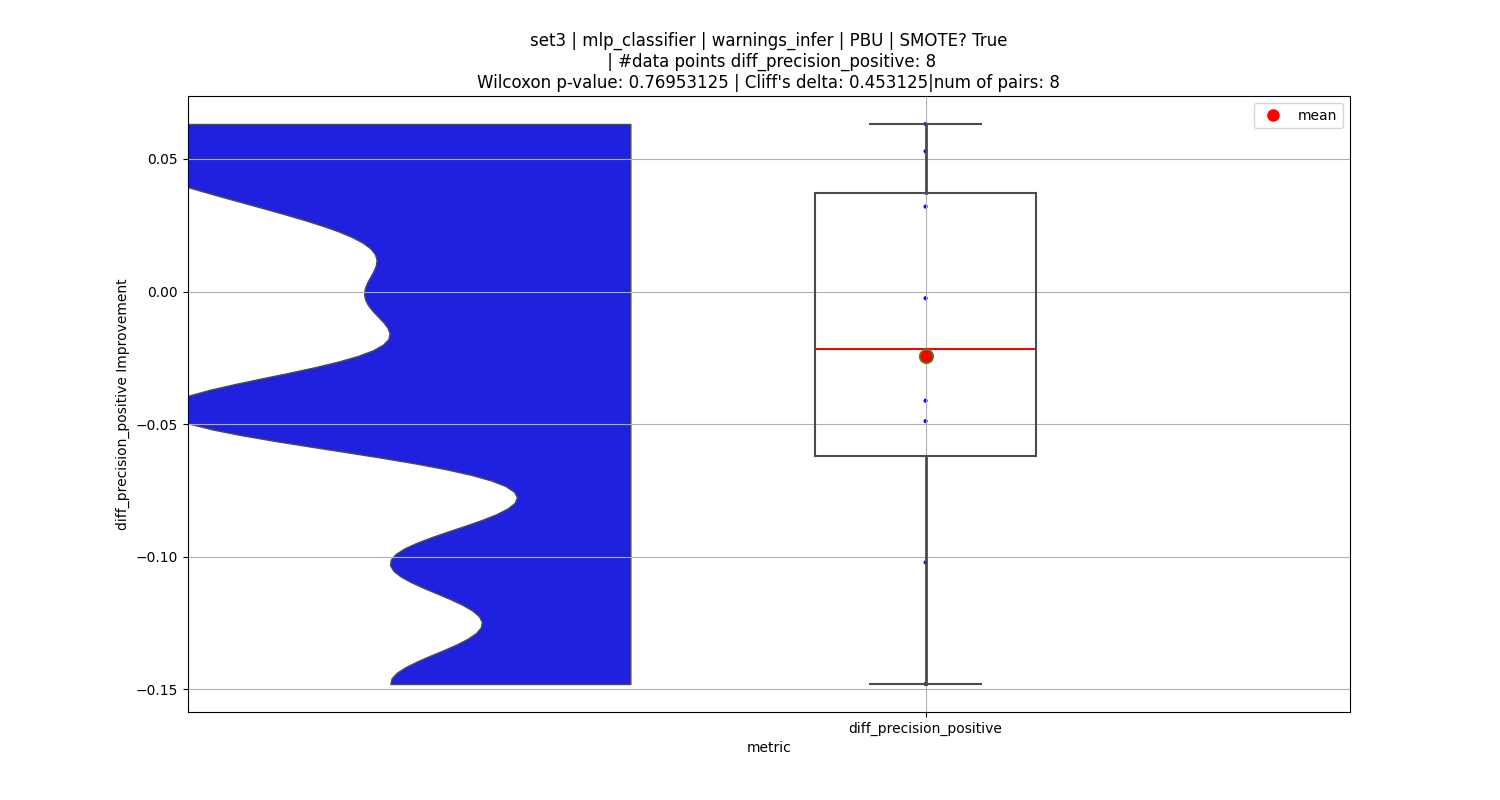 set3 | mlp_classifier | warnings_infer | PBU | SMOTE? True
| #data points diff_precision_positive: 8
Wilcoxon p-value: 0.76953125 | Cliff's delta: 0.453125|num of pairs: 8
mean
0.05
0.00
−0.05
−0.10
−0.15
diff_precision_positive Improvement
diff_precision_positive
metric